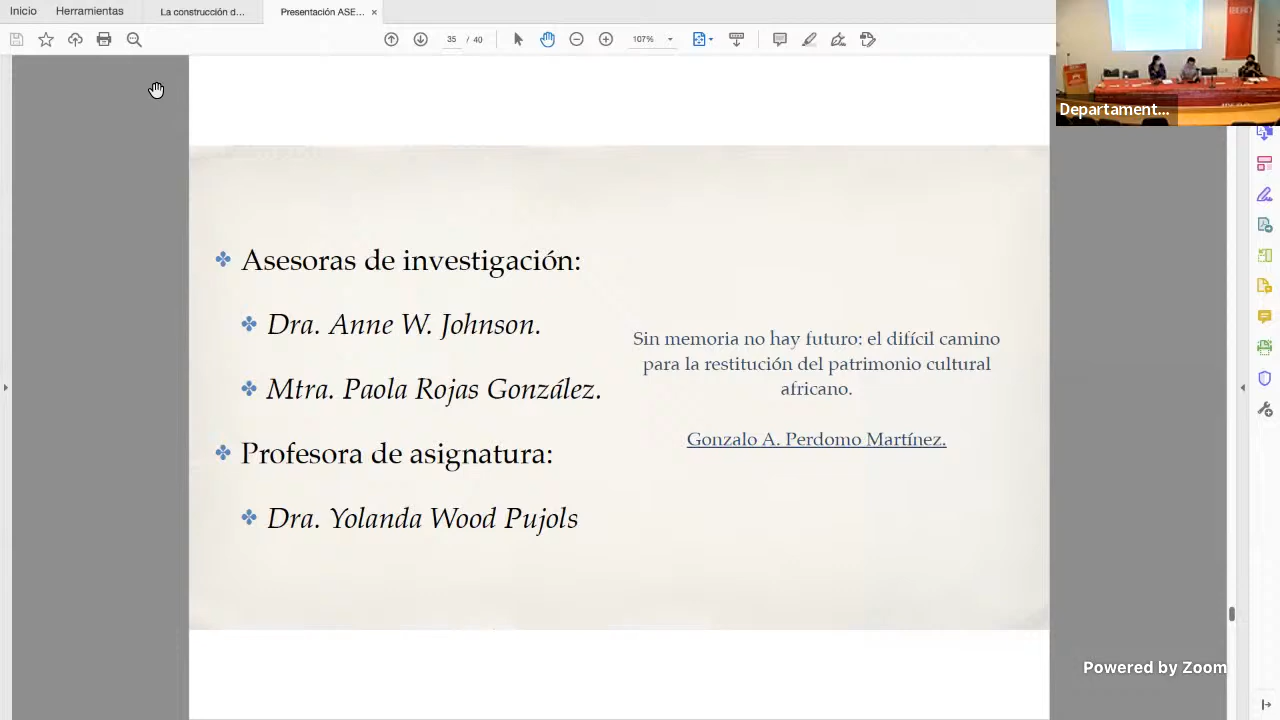 Inicio Herramientas La construcción d... Presentación ASE... ×
35 / 40 107%
Departament...
Asesoras de investigación:
Dra. Anne W. Johnson.
Mtra. Paola Rojas González.
Profesora de asignatura:
Dra. Yolanda Wood Pujols
Sin memoria no hay futuro: el difícil camino
para la restitución del patrimonio cultural
africano.
Gonzalo A. Perdomo Martínez.
Powered by Zoom